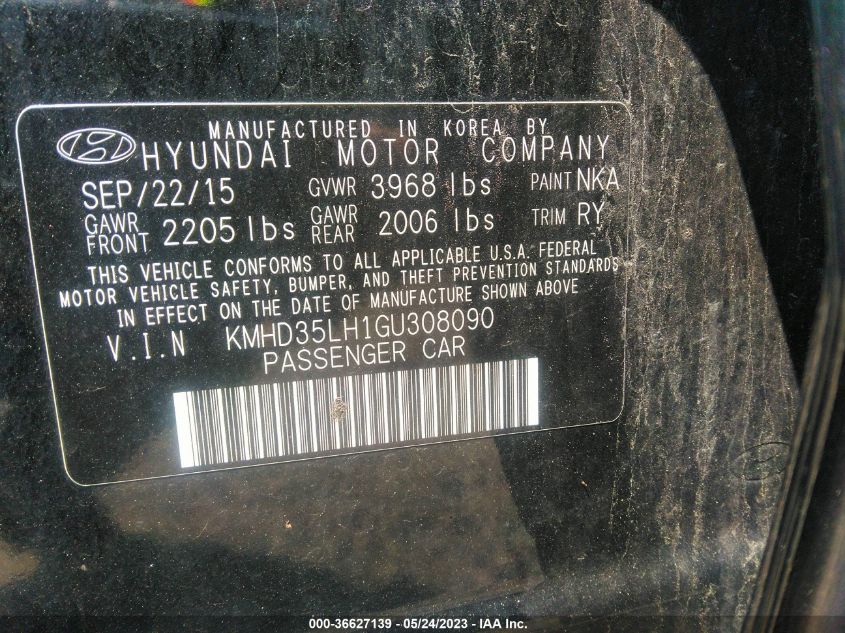 MANUFACTURED IN KOREA BY
HYUNDAI MOTOR COMPANY
SEP/22/15 GVWR 3968 lbs PAINT NKA
GAWR FRONT 2205 lbs GAWR REAR 2006 lbs TRIM RY
THIS VEHICLE CONFORMS TO ALL APPLICABLE U.S.A. FEDERAL
MOTOR VEHICLE SAFETY, BUMPER, AND THEFT PREVENTION STANDARDS
IN EFFECT ON THE DATE OF MANUFACTURE SHOWN ABOVE
V.I.N KMHD35LH1GU308090
PASSENGER CAR
000-36627139 - 05/24/2023 - IAA Inc.